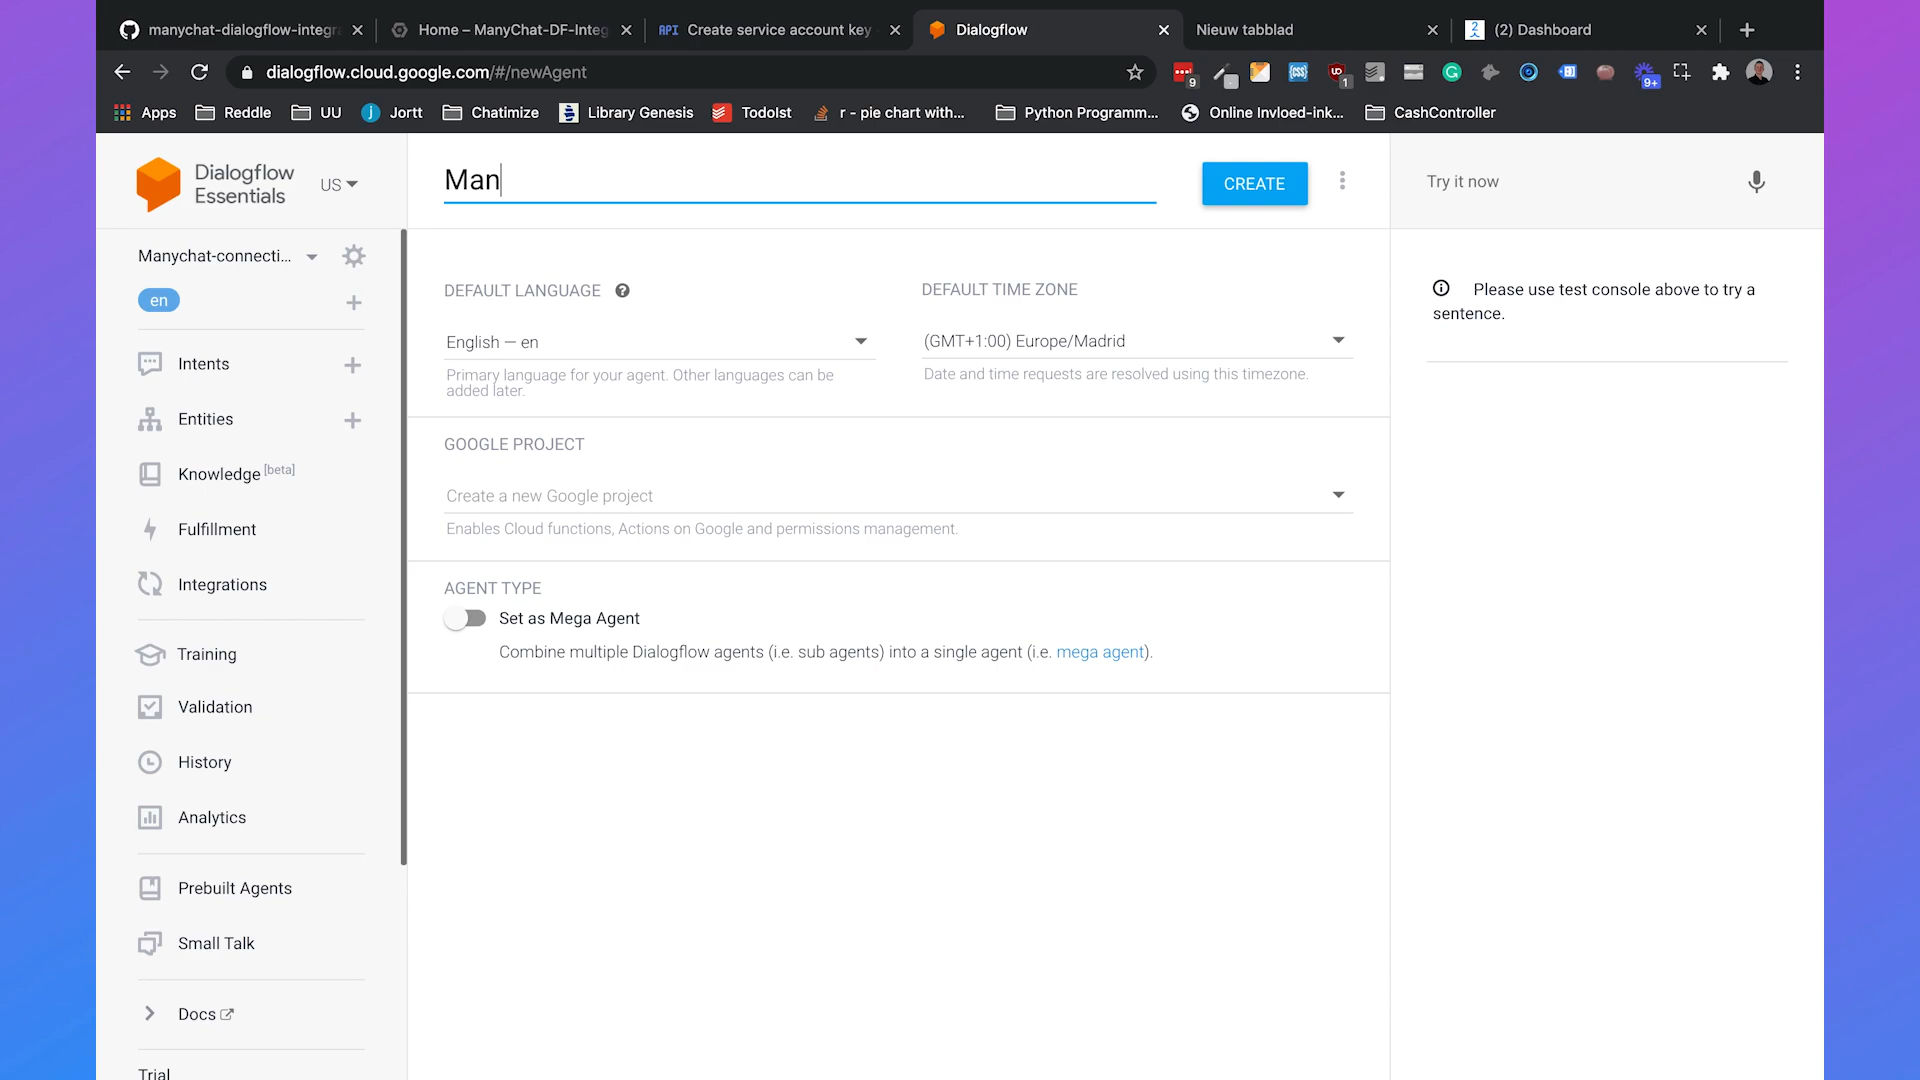 manychat-dialogflow-integra
Home – ManyChat-DF-Integ
API Create service account key
Dialogflow
Nieuw tabblad
(2) Dashboard
dialogflow.cloud.google.com/#/newAgent
9
1
9+
Apps
Reddle
UU
Jortt
Chatimize
Library Genesis
TodoIst
r - pie chart with...
Python Programm...
Online Invloed-ink...
CashController
Dialogflow
Essentials
US
Man
CREATE
Try it now
Manychat-connecti...
en
Intents
Entities
Knowledge [beta]
Fulfillment
Integrations
Training
Validation
History
Analytics
Prebuilt Agents
Small Talk
Docs
Trial
DEFAULT LANGUAGE
English — en
Primary language for your agent. Other languages can be
added later.
DEFAULT TIME ZONE
(GMT+1:00) Europe/Madrid
Date and time requests are resolved using this timezone.
GOOGLE PROJECT
Create a new Google project
Enables Cloud functions, Actions on Google and permissions management.
AGENT TYPE
Set as Mega Agent
Combine multiple Dialogflow agents (i.e. sub agents) into a single agent (i.e. mega agent).
Please use test console above to try a
sentence.